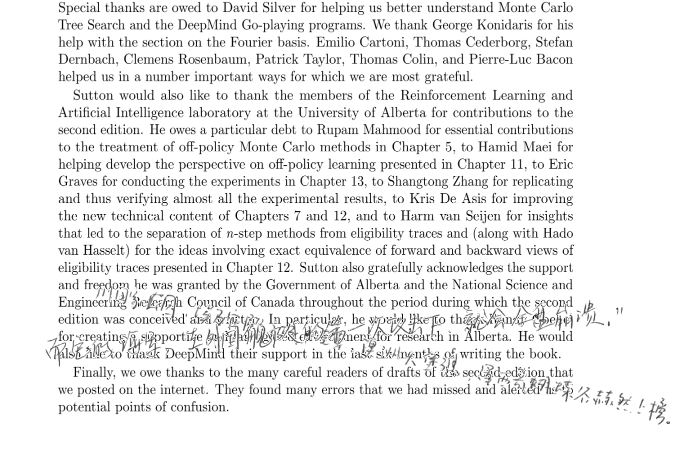 Special thanks are owed to David Silver for helping us better understand Monte Carlo
Tree Search and the DeepMind Go-playing programs. We thank George Konidaris for his
help with the section on the Fourier basis. Emilio Cartoni, Thomas Cederborg, Stefan
Dernbach, Clemens Rosenbaum, Patrick Taylor, Thomas Colin, and Pierre-Luc Bacon
helped us in a number important ways for which we are most grateful.
Sutton would also like to thank the members of the Reinforcement Learning and
Artificial Intelligence laboratory at the University of Alberta for contributions to the
second edition. He owes a particular debt to Rupam Mahmood for essential contributions
to the treatment of off-policy Monte Carlo methods in Chapter 5, to Hamid Maei for
helping develop the perspective on off-policy learning presented in Chapter 11, to Eric
Graves for conducting the experiments in Chapter 13, to Shangtong Zhang for replicating
and thus verifying almost all the experimental results, to Kris De Asis for improving
the new technical content of Chapters 7 and 12, and to Harm van Seijen for insights
that led to the separation of n-step methods from eligibility traces and (along with Hado
van Hasselt) for the ideas involving exact equivalence of forward and backward views of
eligibility traces presented in Chapter 12. Sutton also gratefully acknowledges the support
and freedom he was granted by the Government of Alberta and the National Science and
Engineering Research Council of Canada throughout the period during which the second
edition was conceived and In particular, he would like to
for creating a supportive for research in Alberta. He would
also like to thank DeepMind their support in the last six months of writing the book.
Finally, we owe thanks to the many careful readers of drafts of the second edition that
we posted on the internet. They found many errors that we had missed and alerted
potential points of confusion.
然上榜。